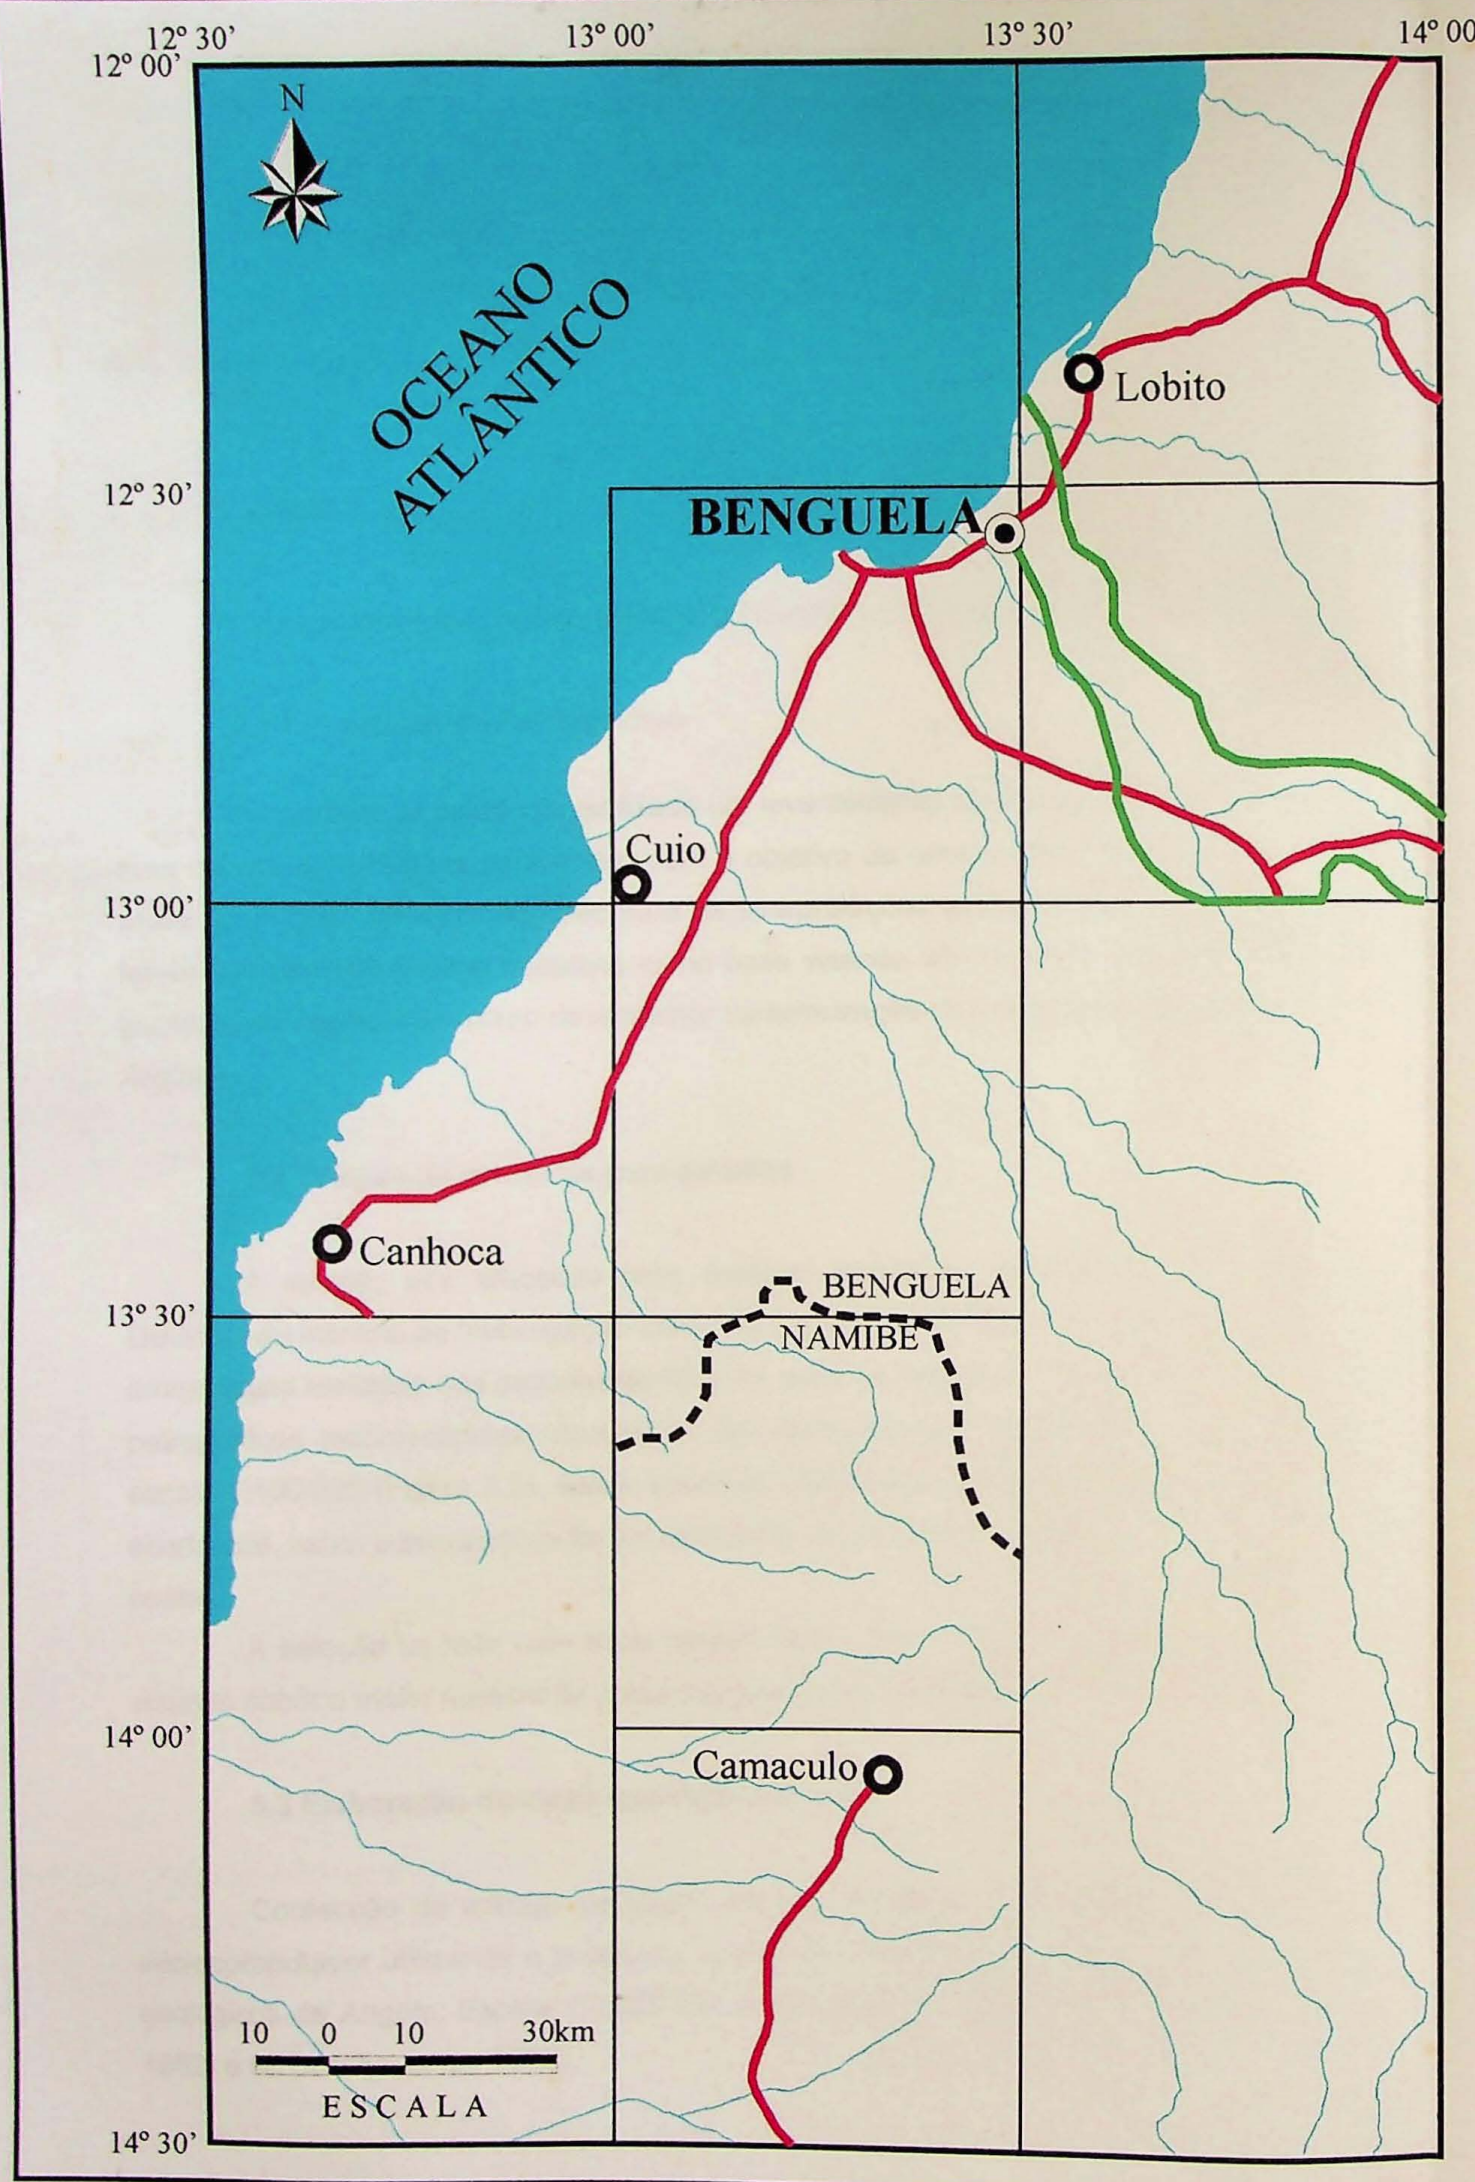 12° 30’
13° 00’
13° 30’
14° 00
12° 00’
N
OCEANO
ATLÂNTICO
Lobito
12° 30’
BENGUELA
Cuio
13° 00’
Canhoca
BENGUELA
13° 30’
NAMIBE
14° 00’
Camaculo
10 0 10 30km
ESCALA
14° 30’